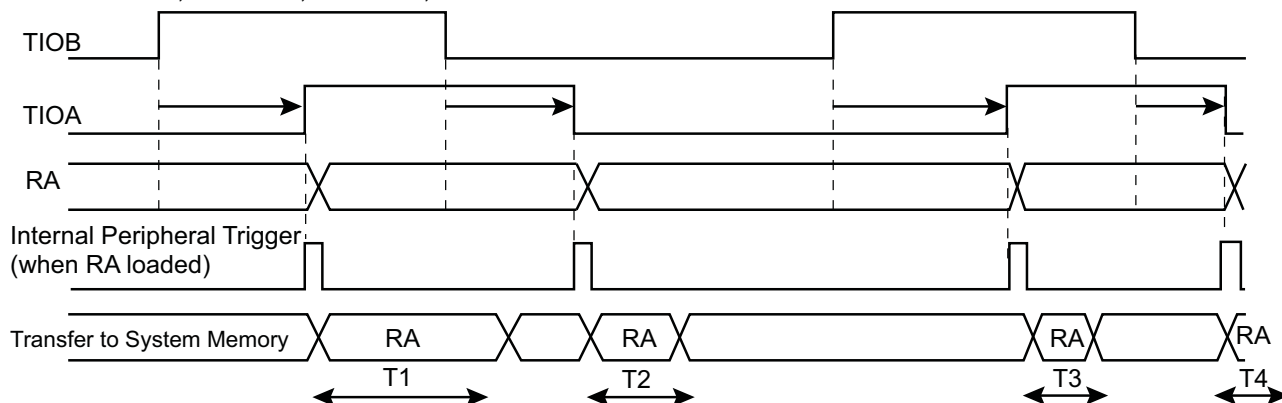 TIOB
TIOA
RA
Internal Peripheral Trigger
(when RA loaded)
Transfer to System Memory RA RA RA RA
T1 T2 T3 T4